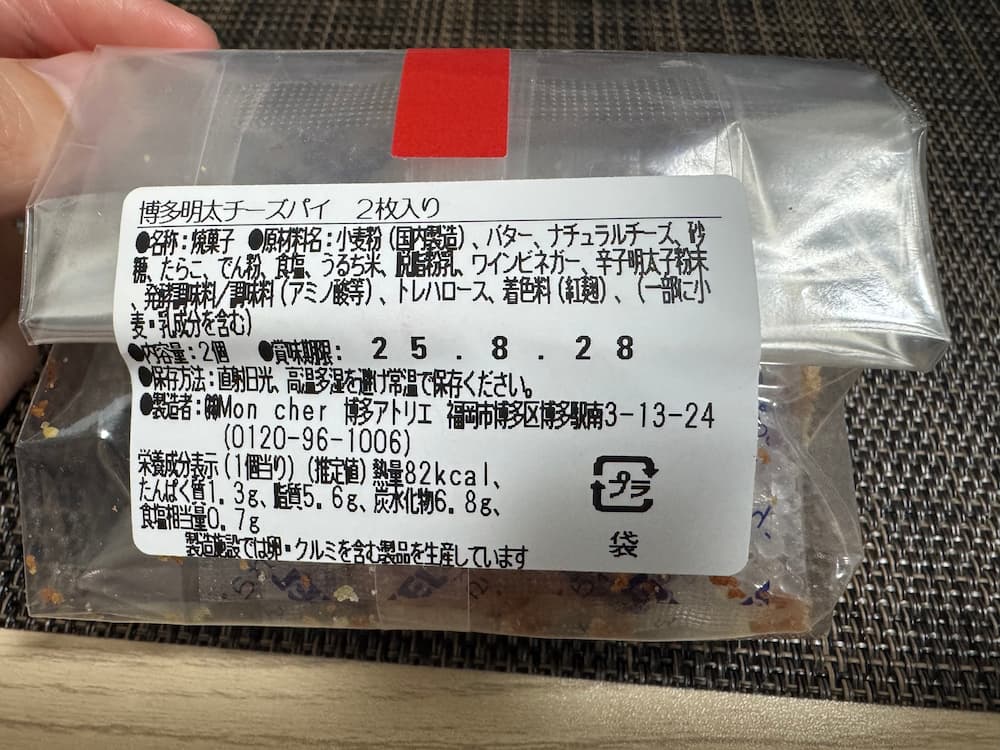 博多明太チーズパイ　2枚入り
●名称：焼菓子　●原材料名：小麦粉（国内製造）、バター、ナチュラルチーズ、砂
糖、たらこ、でん粉、食塩、うるち米、脱脂粉乳、ワインビネガー、辛子明太子粉末
、発酵調味料/調味料（アミノ酸等）、トレハロース、着色料（紅麹）、（一部に小
麦・乳成分を含む）
●内容量：2個　●賞味期限：25.8.28
●保存方法：直射日光、高温多湿を避け常温で保存ください。
●製造者：㈱Mon cher 博多アトリエ 福岡市博多区博多駅南3-13-24
(0120-96-1006)
栄養成分表示（1個当り）（推定値）熱量82kcal、
たんぱく質1.3g、脂質5.6g、炭水化物6.8g、
食塩相当量0.7g
プラ
袋
製造施設では卵・クルミを含む製品を生産しています